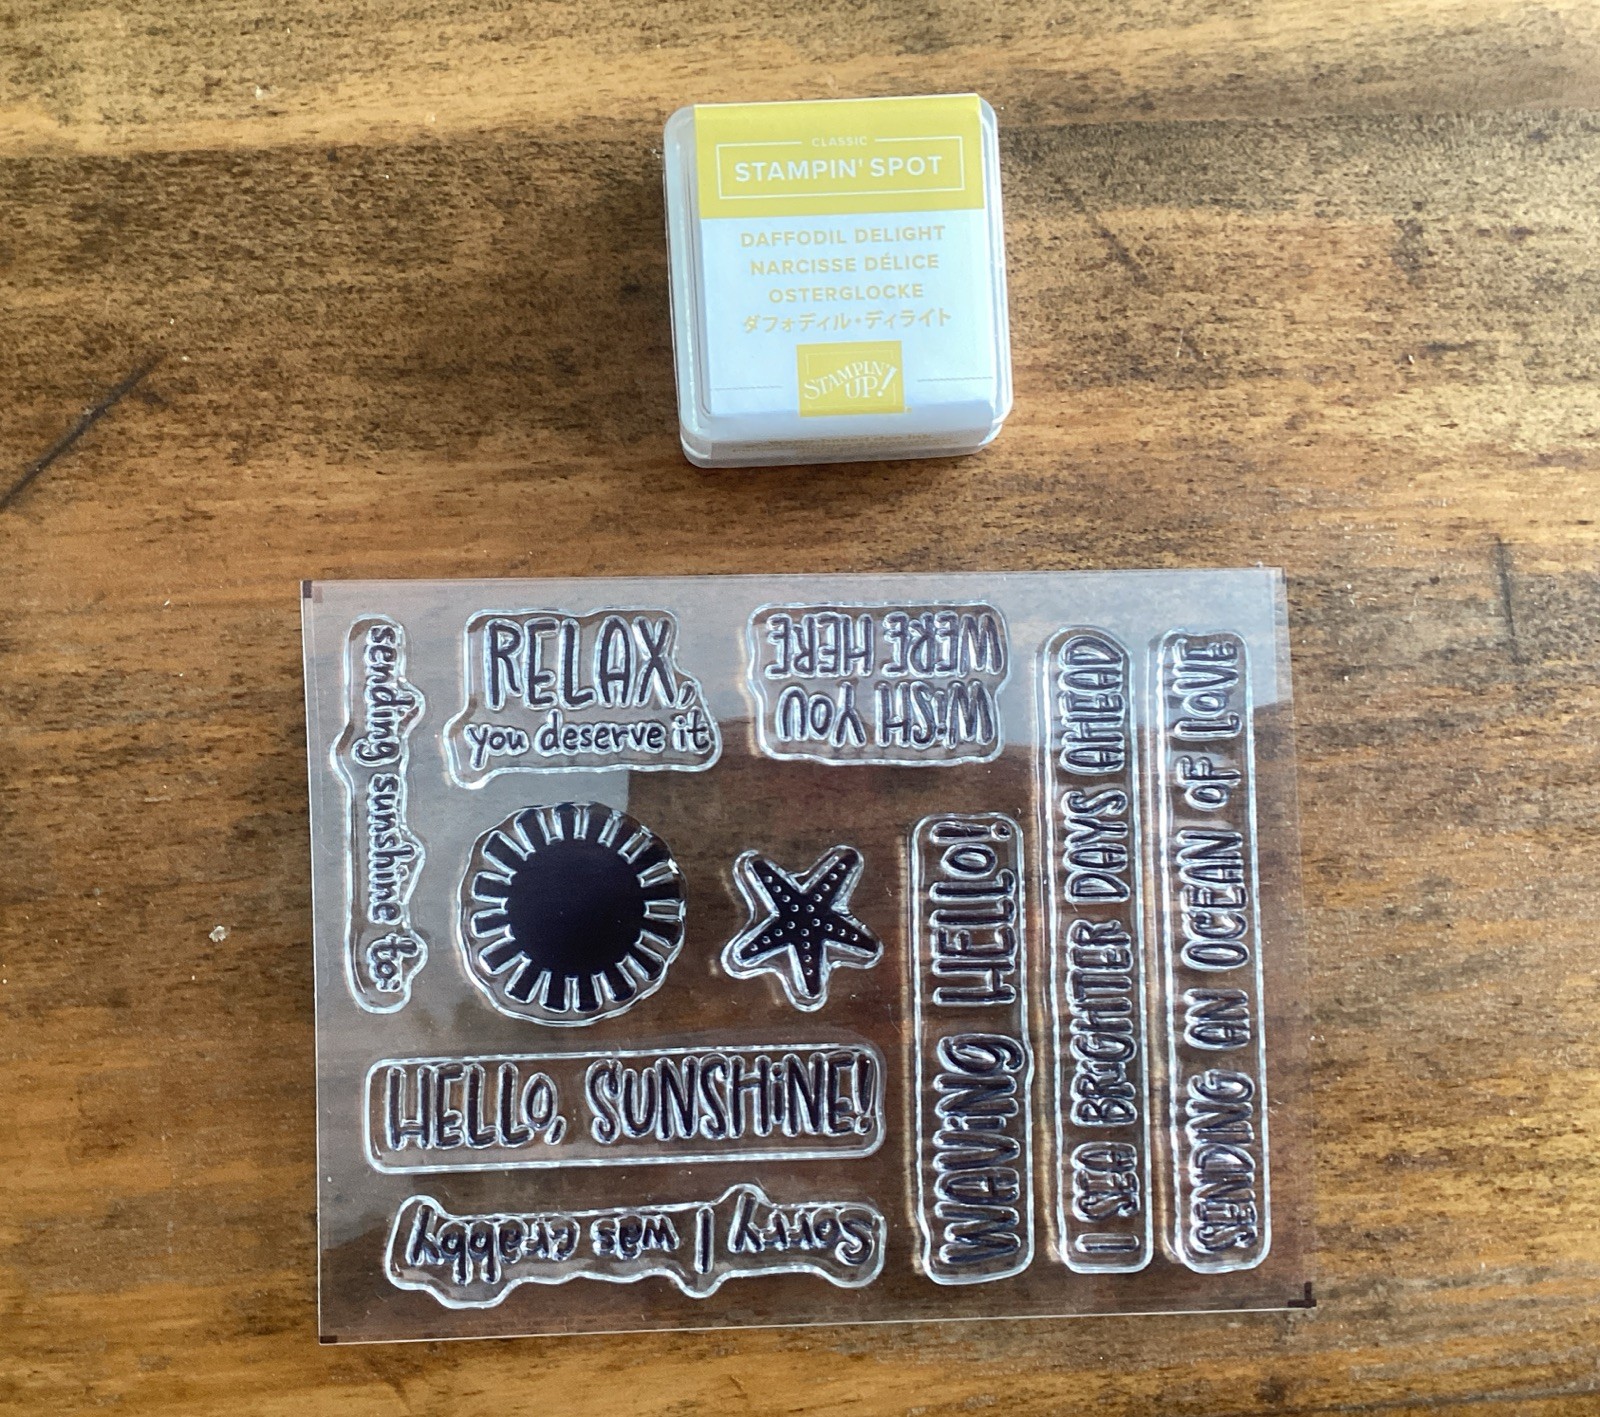 CLASSIC
STAMPIN' SPOT
DAFFODIL DELIGHT
NARCISSE DÉLICE
OSTERGLOCKE
ダフォディル・ディライト
STAMPIN'
UP!
sending sunshine to:
RELAX,
you deserve it
WISH YOU
WERE HERE
HELLO, SUNSHINE!
Sorry I was crabby
WAVING HELLO!
I SEA BRIGHTER DAYS AHEAD
SENDING AN OCEAN OF LOVE